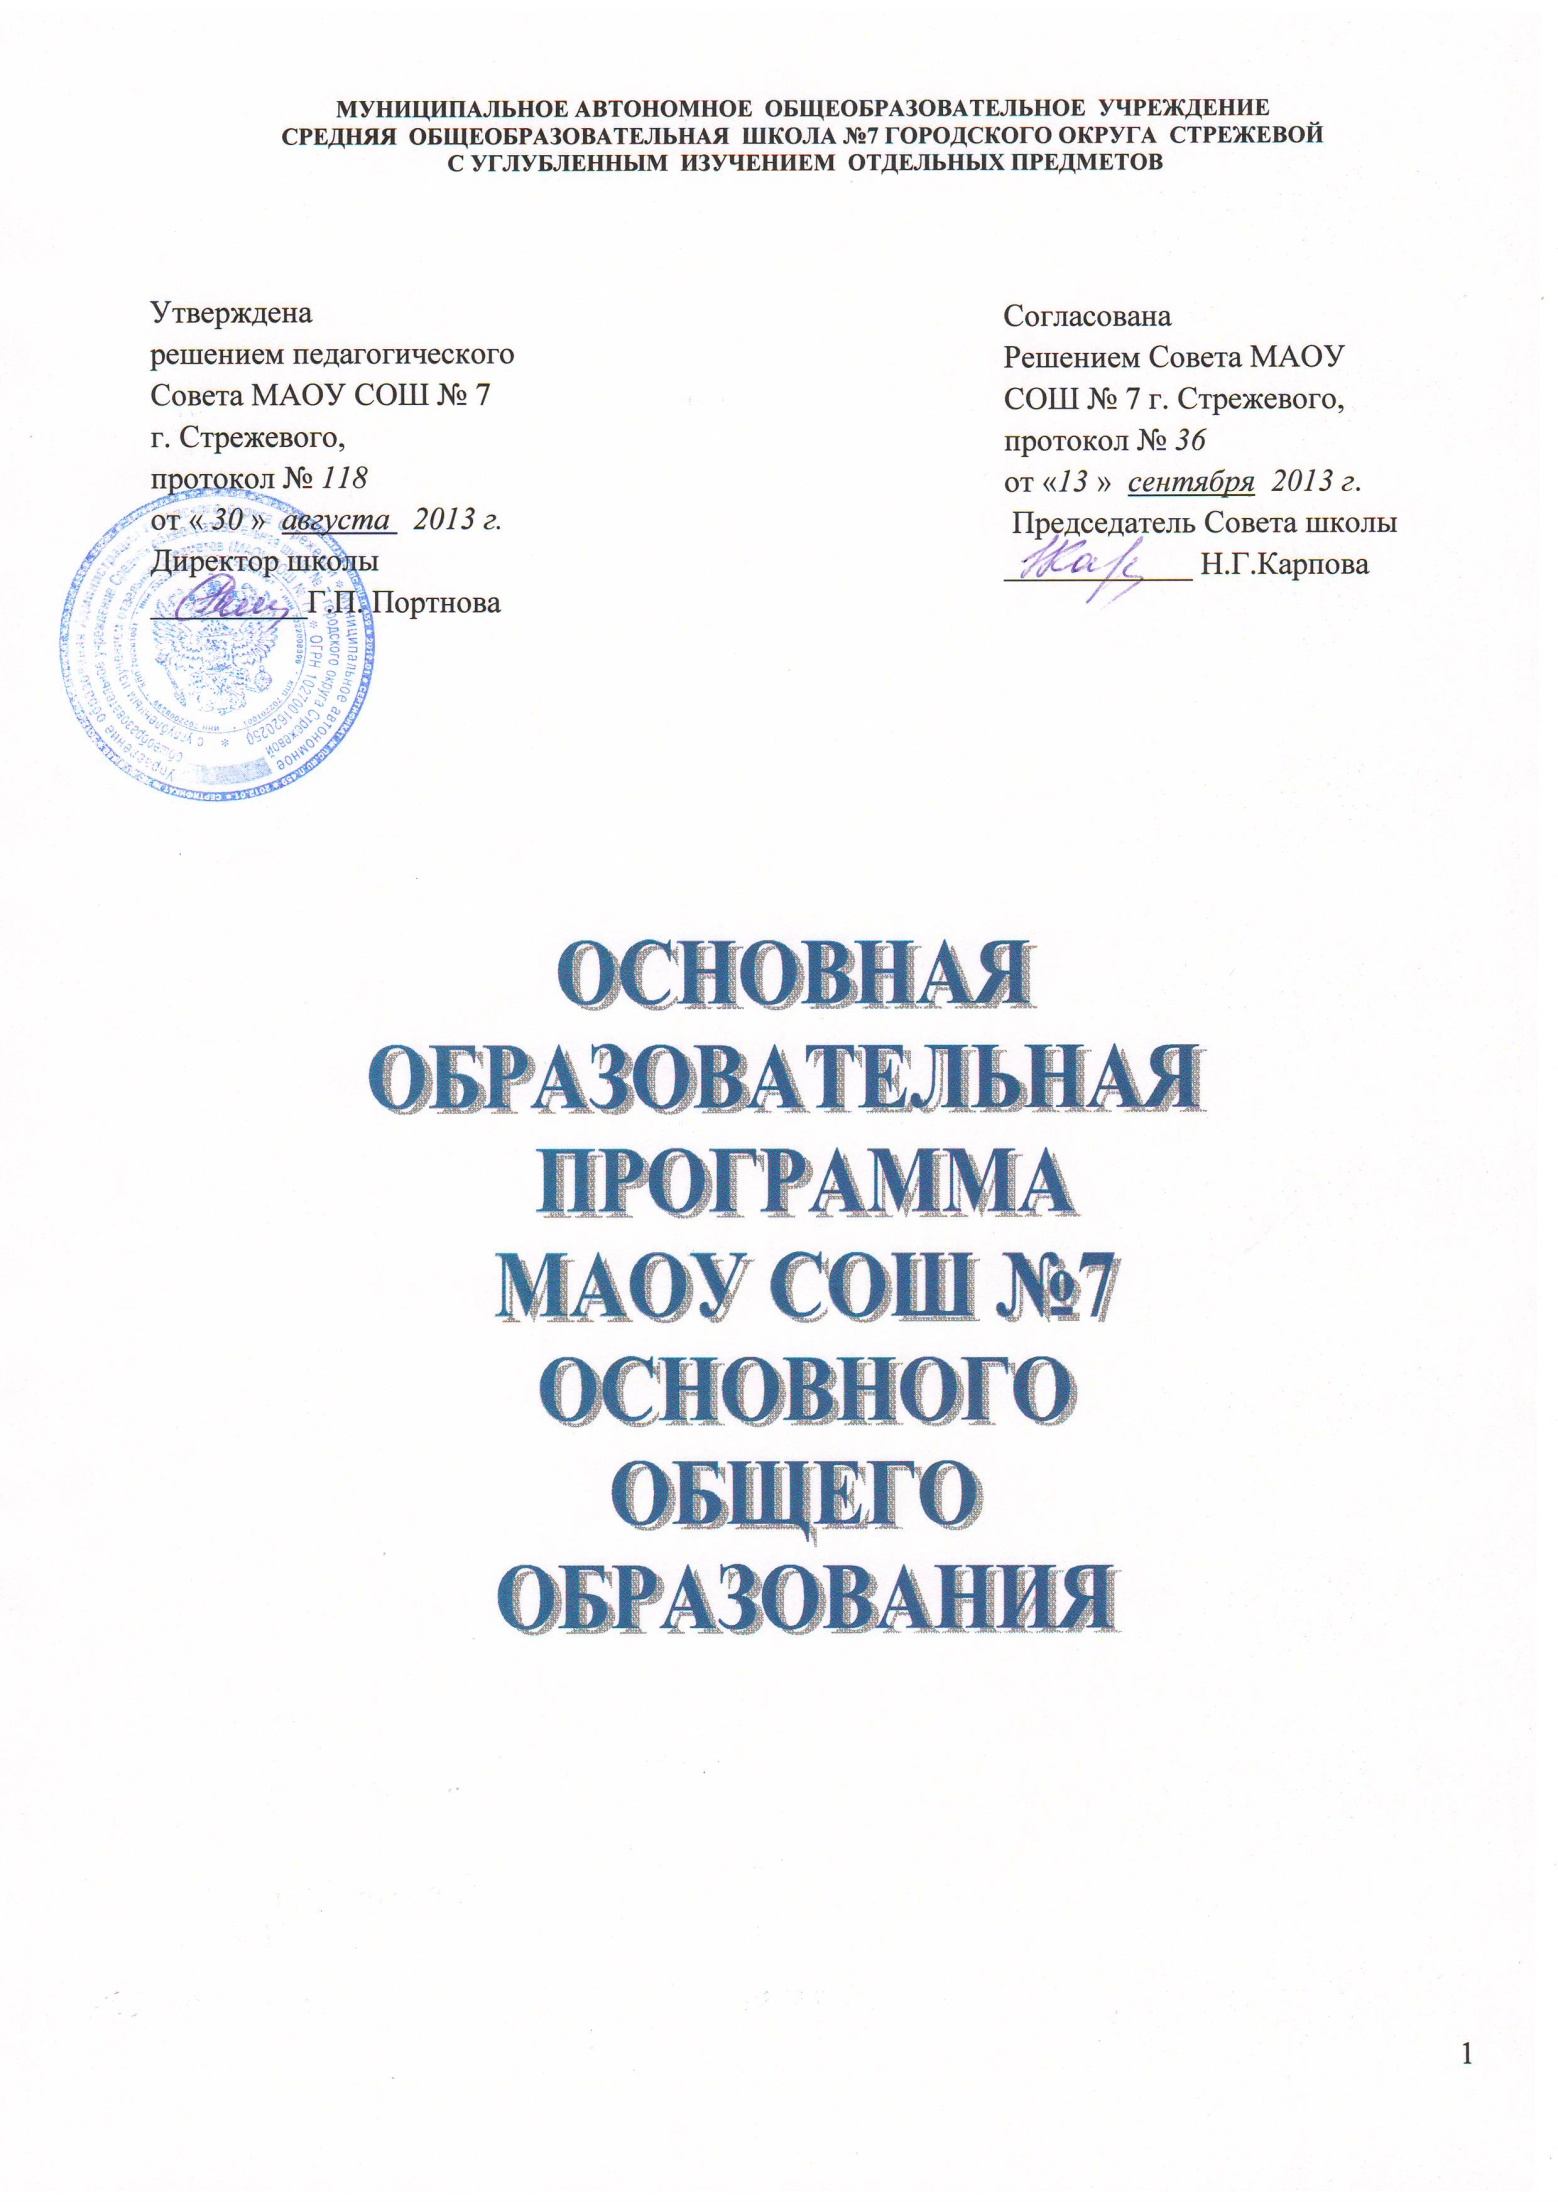 МУНИЦИПАЛЬНОЕ АВТОНОМНОЕ ОБЩЕОБРАЗОВАТЕЛЬНОЕ УЧРЕЖДЕНИЕ
СРЕДНЯЯ ОБЩЕОБРАЗОВАТЕЛЬНАЯ ШКОЛА №7 ГОРОДСКОГО ОКРУГА СТРЕЖЕВОЙ
С УГЛУБЛЕННЫМ ИЗУЧЕНИЕМ ОТДЕЛЬНЫХ ПРЕДМЕТОВ
Утверждена
решением педагогического
Совета МАОУ СОШ № 7
г. Стрежевого,
протокол № 118
от « 30 » августа 2013 г.
Директор школы
Г.П. Портнова
Согласована
Решением Совета МАОУ
СОШ № 7 г. Стрежевого,
протокол № 36
от «13 » сентября 2013 г.
Председатель Совета школы
Н.Г.Карпова
ОГРН 1027001620250
ОСНОВНАЯ
ОБРАЗОВАТЕЛЬНАЯ
ПРОГРАММА
МАОУ СОШ №7
ОСНОВНОГО
ОБЩЕГО
ОБРАЗОВАНИЯ
1